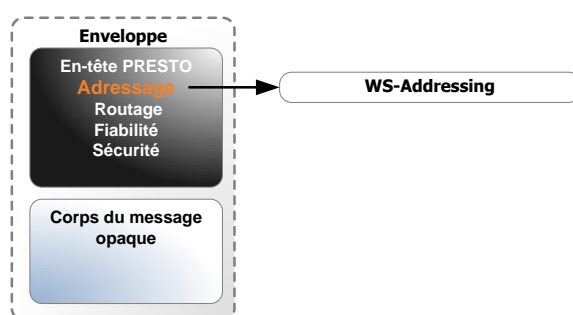 Enveloppe
En-tête PRESTO
Adressage
Routage
Fiabilité
Sécurité
WS-Addressing
Corps du message
opaque